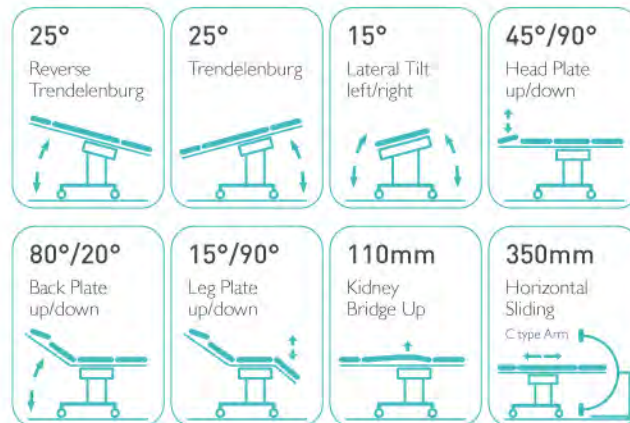 25°
Reverse
Trendelenburg
25°
Trendelenburg
15°
Lateral Tilt
left/right
45°/90°
Head Plate
up/down
80°/20°
Back Plate
up/down
15°/90°
Leg Plate
up/down
110mm
Kidney
Bridge Up
350mm
Horizontal
Sliding
C type Arm